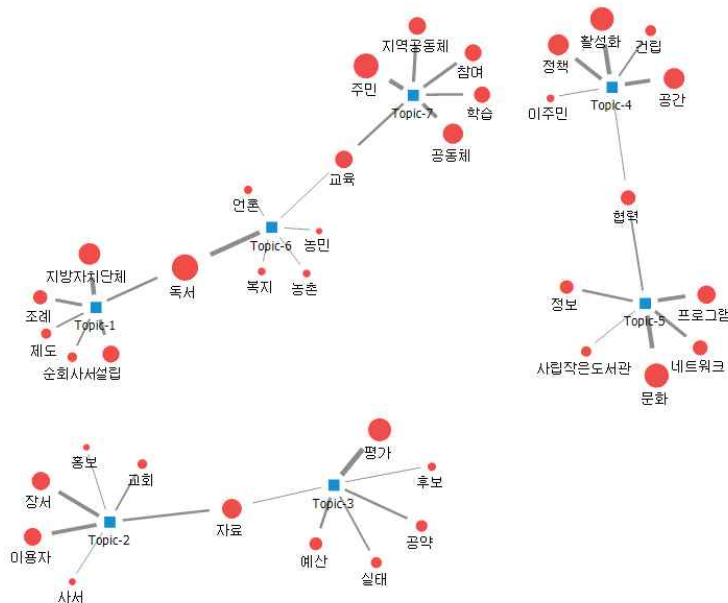 지역공동체
참여
주민
학습
Topic-7
공동체
교육
언론
Topic-6
농민
독서
복지
농촌
지방자치단체
조례
Topic-1
제도
순회사서
설립
활성화
건립
정책
공간
Topic-4
이주민
협력
정보
프로그램
Topic-5
사립작은도서관
네트워크
문화
홍보
교회
장서
이용자
Topic-2
자료
사서
평가
후보
Topic-3
공약
예산
실태